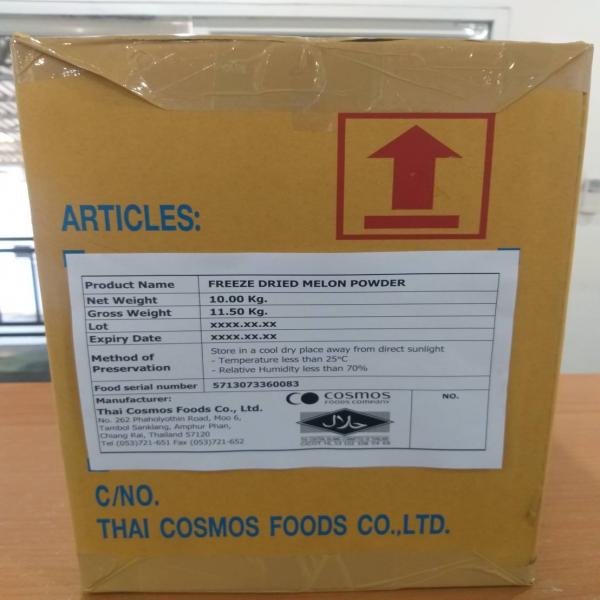 ARTICLES:
Product Name FREEZE DRIED MELON POWDER
Net Weight 10.00 Kg.
Gross Weight 11.50 Kg.
Lot xxxx.xx.xx
Expiry Date xxxx.xx.xx
Method of Preservation Store in a cool dry place away from direct sunlight
- Temperature less than 25°C
- Relative Humidity less than 70%
Food serial number 5713073360083
Manufacturer:
Thai Cosmos Foods Co., Ltd.
No. 262 Phaholyothin Road, Moo 6,
Tambol Sanklang, Amphur Phan,
Chiang Rai, Thailand 57120
Tel (053)721-651 Fax (053)721-652
COSMOS
FOODS COMPANY
حلال
NO.
C/NO.
THAI COSMOS FOODS CO.,LTD.